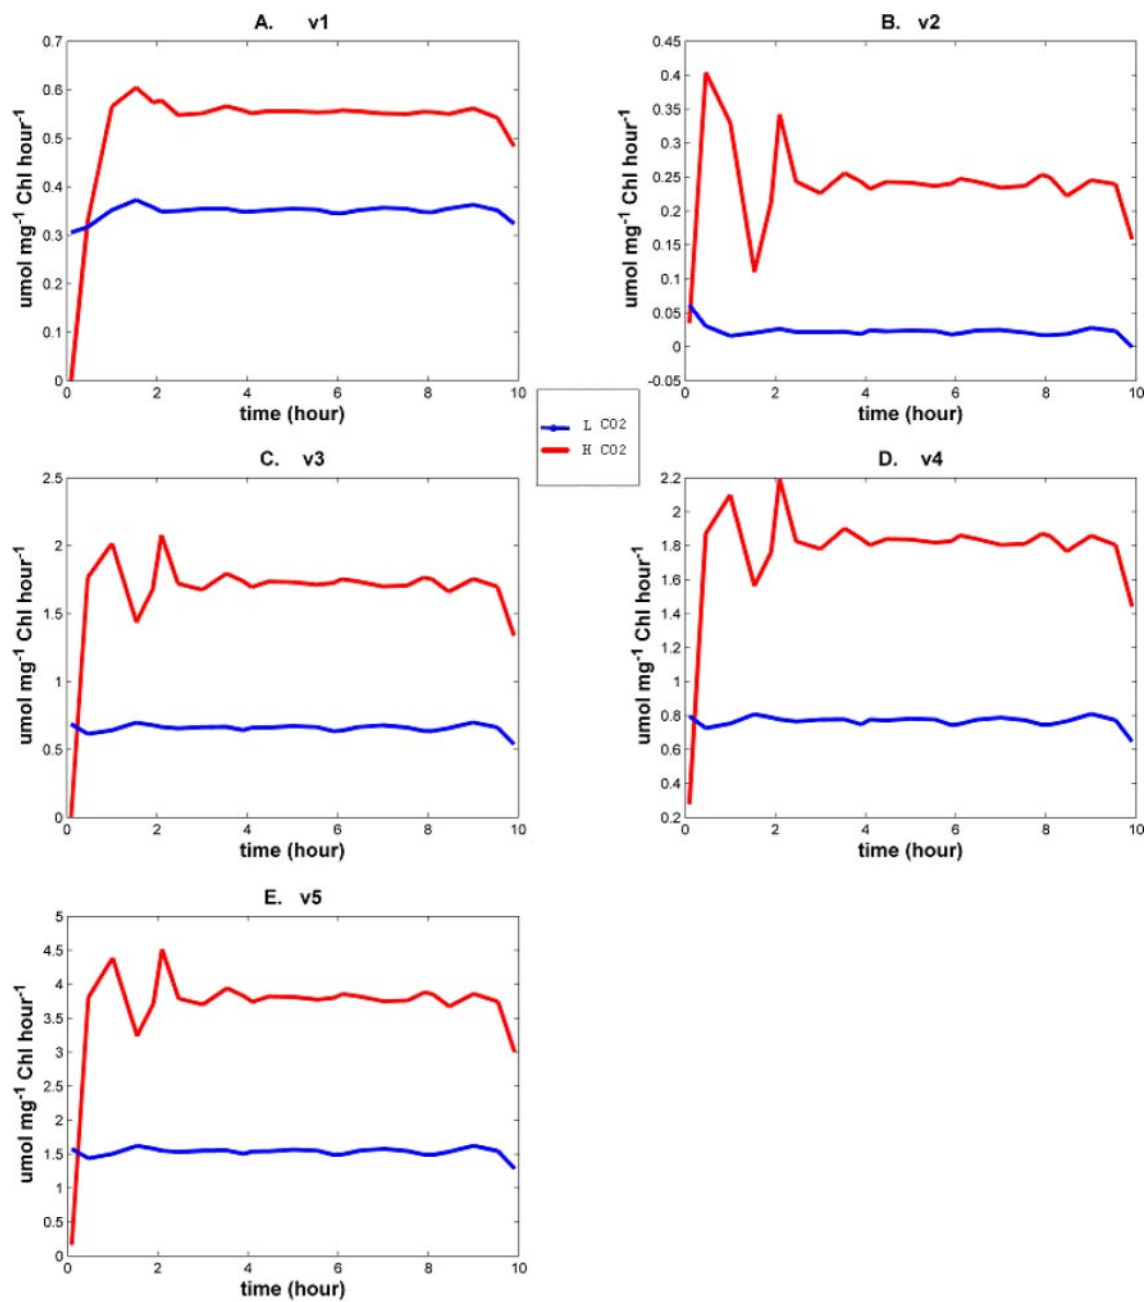 A. v1
0.7
0.6
0.5
0.4
0.3
0.2
0.1
0
0 2 4 6 8 10
umol mg-1 Chl hour-1
time (hour)
B. v2
0.45
0.4
0.35
0.3
0.25
0.2
0.15
0.1
0.05
0
-0.05
0 2 4 6 8 10
umol mg-1 Chl hour-1
time (hour)
L CO2
H CO2
C. v3
2.5
2
1.5
1
0.5
0
0 2 4 6 8 10
umol mg-1 Chl hour-1
time (hour)
D. v4
2.2
2
1.8
1.6
1.4
1.2
1
0.8
0.6
0.4
0.2
0 2 4 6 8 10
umol mg-1 Chl hour-1
time (hour)
E. v5
5
4.5
4
3.5
3
2.5
2
1.5
1
0.5
0
0 2 4 6 8 10
umol mg-1 Chl hour-1
time (hour)